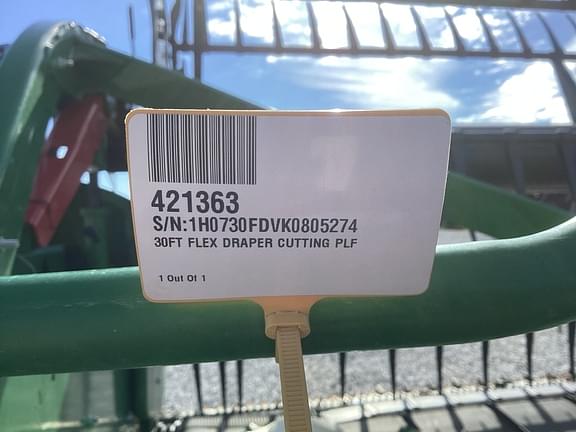 421363
S/N:1H0730FDVK0805274
30FT FLEX DRAPER CUTTING PLF
1 Out Of 1